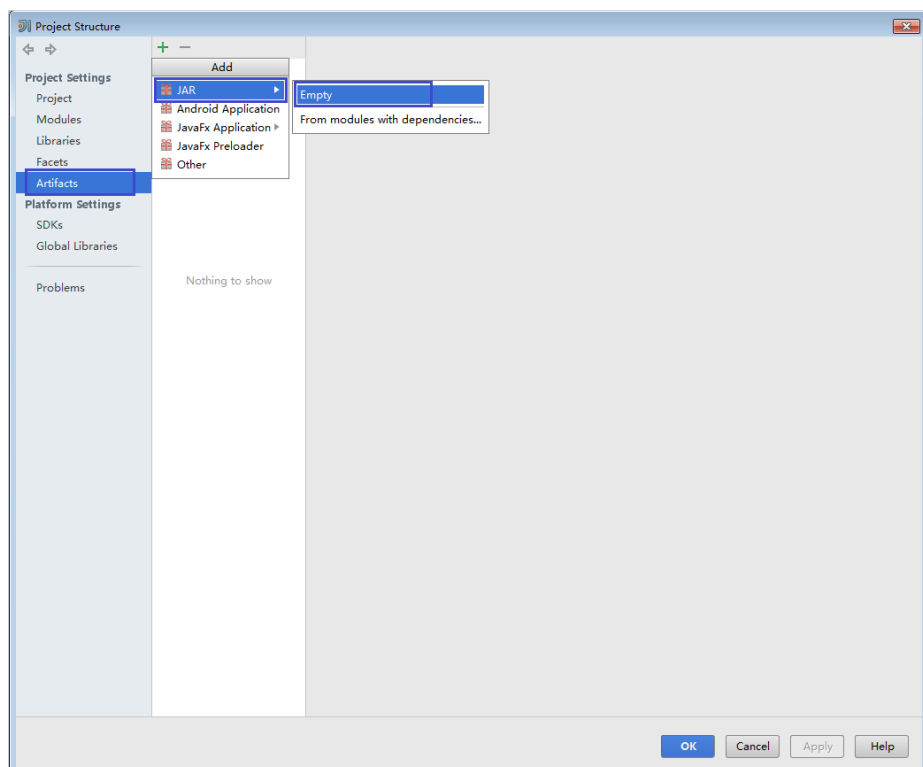 Project Structure
Project Settings
Project
Modules
Libraries
Facets
Artifacts
Platform Settings
SDKs
Global Libraries
Problems
Add
JAR
Android Application
JavaFx Application
JavaFx Preloader
Other
Empty
From modules with dependencies...
Nothing to show
OK
Cancel
Apply
Help